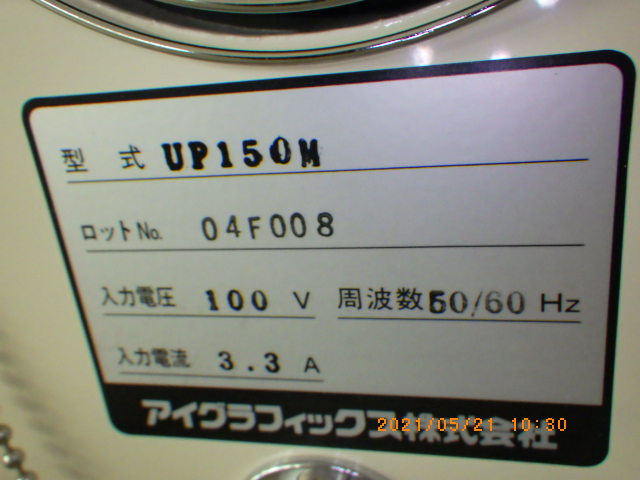 型 式 UP150M
ロットNo. 04F008
入力電圧 100 V 周波数 50/60 Hz
入力電流 3.3 A
アイグラフィックス株式会社
2021/05/21 10:30